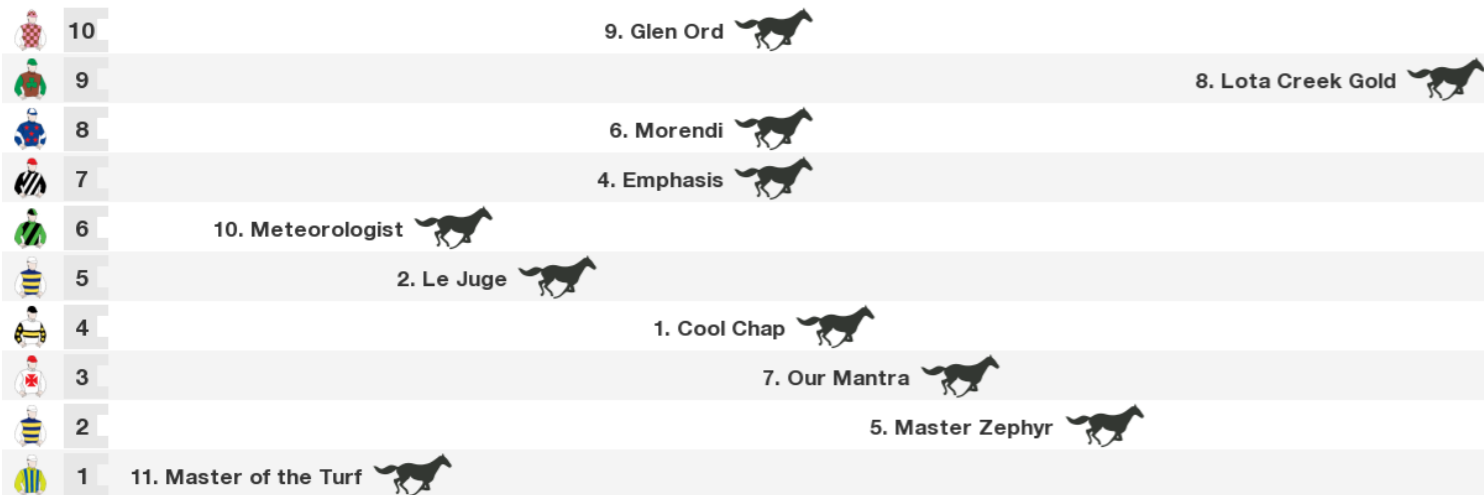 10 9. Glen Ord
9 8. Lota Creek Gold
8 6. Morendi
7 4. Emphasis
6 10. Meteorologist
5 2. Le Juge
4 1. Cool Chap
3 7. Our Mantra
2 5. Master Zephyr
1 11. Master of the Turf